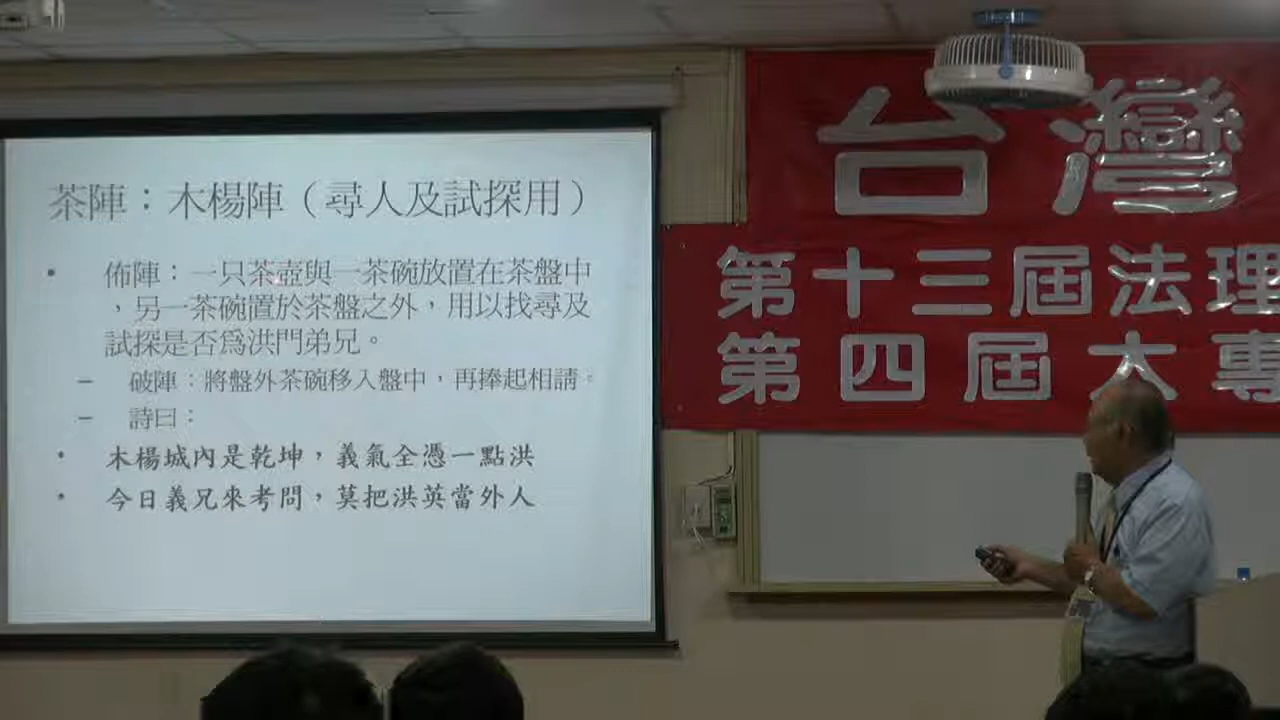 茶陣：木楊陣（尋人及試探用）
• 佈陣：一只茶壺與一茶碗放置在茶盤中
，另一茶碗置於茶盤之外，用以找尋及
試探是否為洪門弟兄。
– 破陣：將盤外茶碗移入盤中，再捧起相請。
– 詩曰：
• 木楊城內是乾坤，義氣全憑一點洪
• 今日義兄來考問，莫把洪英當外人
台灣
第十三屆法理
第四屆大專